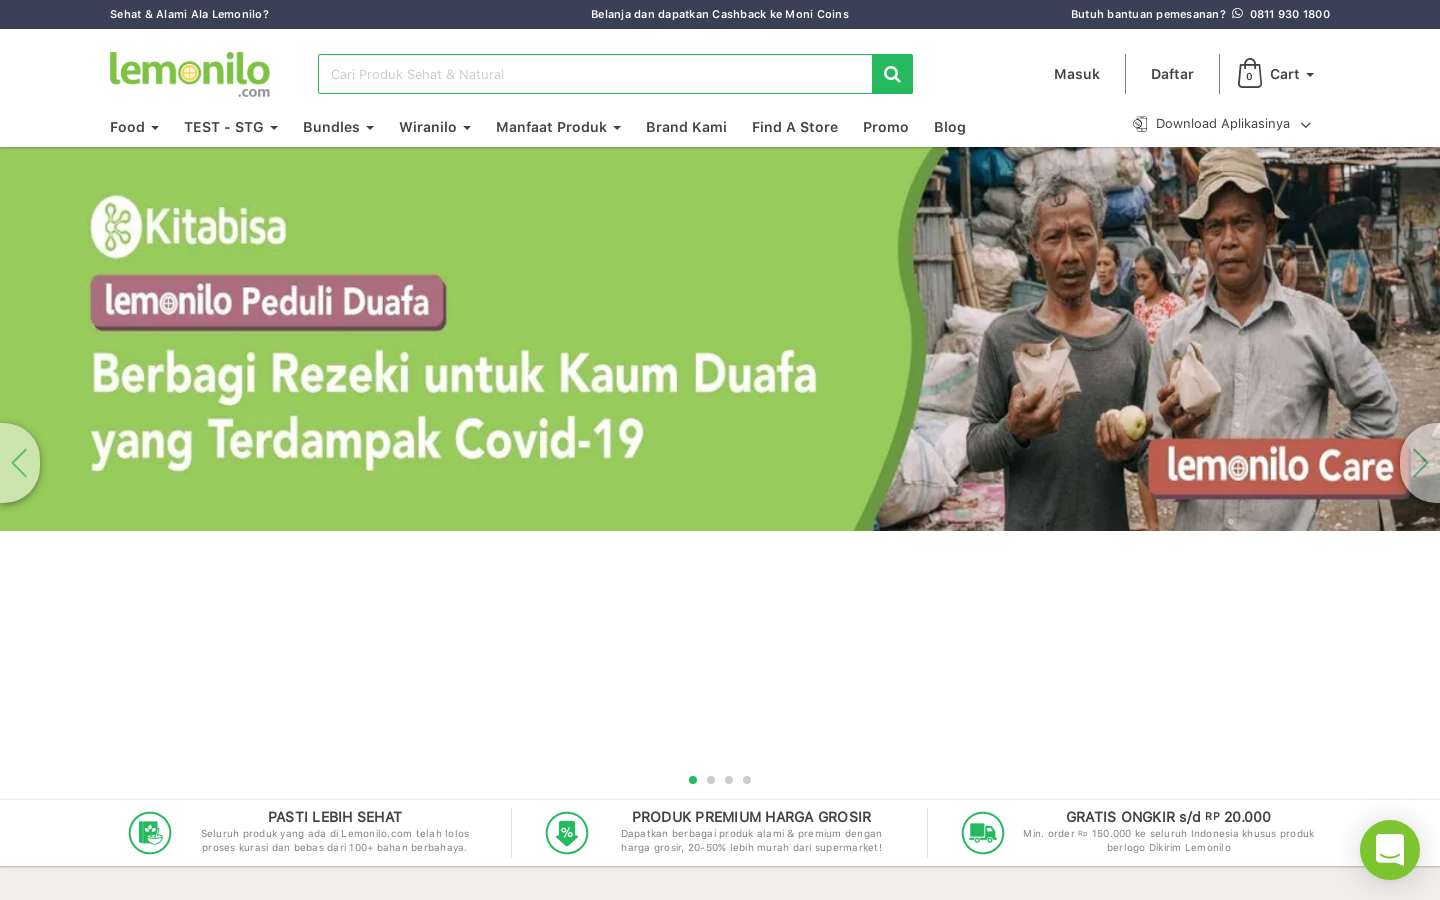 Sehat & Alami Ala Lemonilo?
Belanja dan dapatkan Cashback ke Moni Coins
Butuh bantuan pemesanan? 0811 930 1800
lemonilo
.com
Cari Produk Sehat & Natural
Masuk
Daftar
0
Cart
Food
TEST - STG
Bundles
Wiranilo
Manfaat Produk
Brand Kami
Find A Store
Promo
Blog
Download Aplikasinya
Kitabisa
lemonilo Peduli Duafa
Berbagi Rezeki untuk Kaum Duafa
yang Terdampak Covid-19
lemonilo Care
PASTI LEBIH SEHAT
Seluruh produk yang ada di Lemonilo.com telah lolos
proses kurasi dan bebas dari 100+ bahan berbahaya.
%
PRODUK PREMIUM HARGA GROSIR
Dapatkan berbagai produk alami & premium dengan
harga grosir, 20-50% lebih murah dari supermarket!
GRATIS ONGKIR s/d RP 20.000
Min. order Rp 150.000 ke seluruh Indonesia khusus produk
berlogo Dikirim Lemonilo